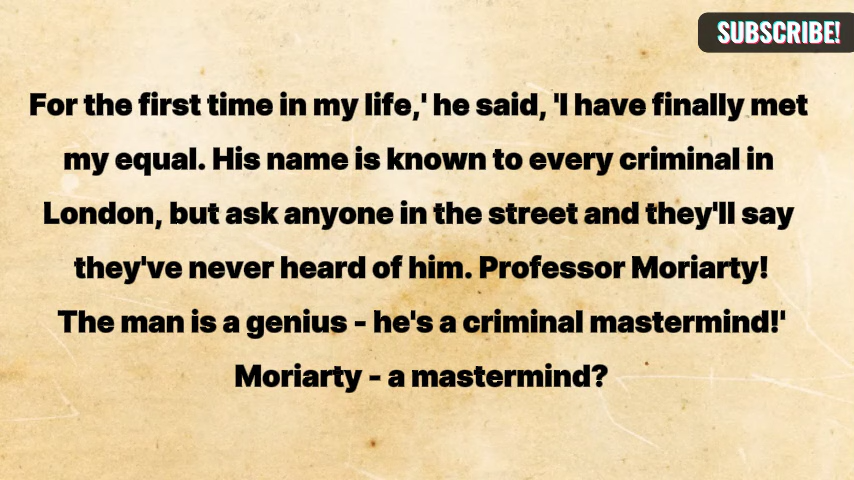 SUBSCRIBE!
For the first time in my life,' he said, 'I have finally met
my equal. His name is known to every criminal in
London, but ask anyone in the street and they'll say
they've never heard of him. Professor Moriarty!
The man is a genius - he's a criminal mastermind!'
Moriarty - a mastermind?